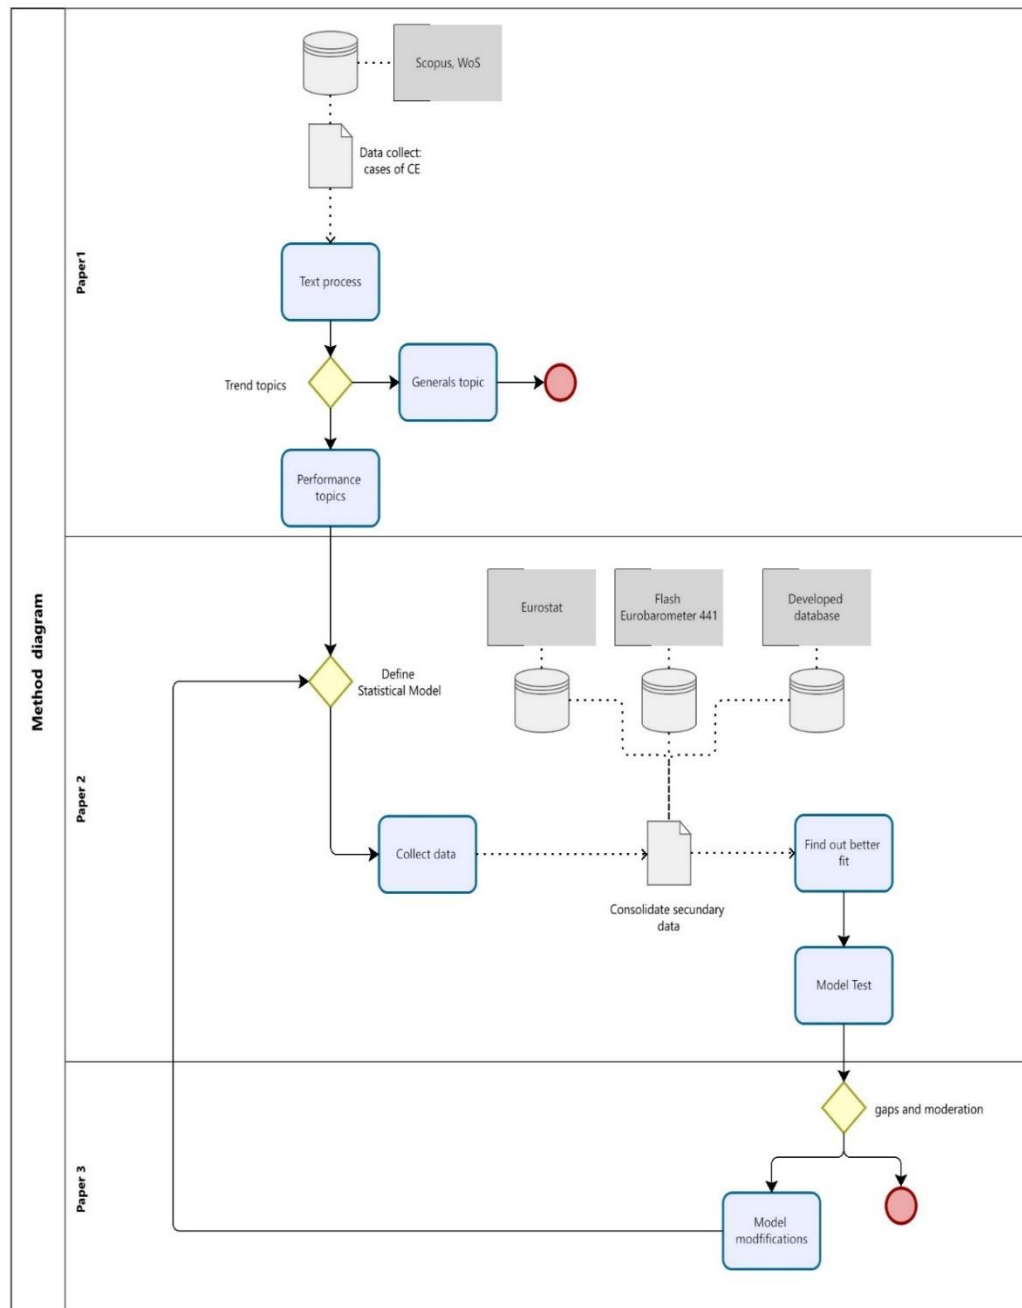 Method diagram
Paper1
Scopus, WoS
Data collect:
cases of CE
Text process
Trend topics
Generals topic
Performance
topics
Paper 2
Eurostat
Flash
Eurobarometer 441
Developed
database
Define
Statistical Model
Collect data
Consolidate secundary
data
Find out better
fit
Model Test
Paper 3
gaps and moderation
Model
modfifications